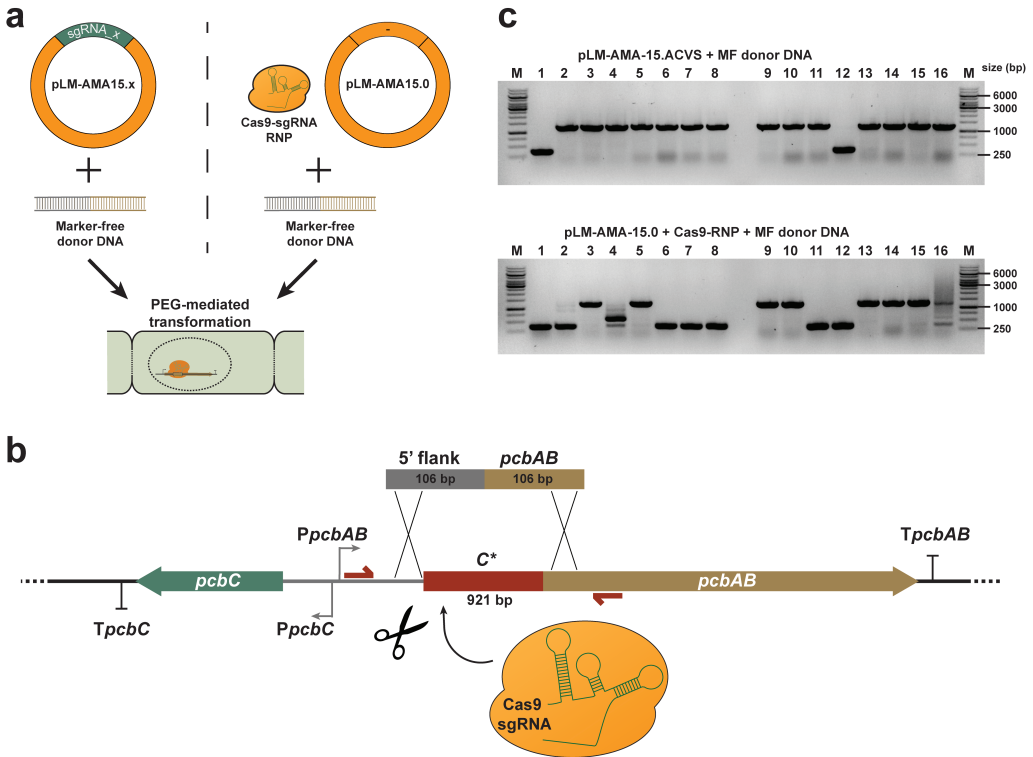 a
sgRNA_x
pLM-AMA15.x
-
pLM-AMA15.0
Cas9-sgRNA
RNP
Marker-free
donor DNA
Marker-free
donor DNA
PEG-mediated
transformation
c
pLM-AMA-15.ACVS + MF donor DNA
M 1 2 3 4 5 6 7 8 9 10 11 12 13 14 15 16 M size (bp)
6000
3000
1000
250
pLM-AMA-15.0 + Cas9-RNP + MF donor DNA
M 1 2 3 4 5 6 7 8 9 10 11 12 13 14 15 16 M
6000
3000
1000
250
b
5' flank pcbAB
106 bp 106 bp
PpcbAB C* TpcbAB
pcbC pcbAB
921 bp
TpcbC PpcbC
Cas9
sgRNA